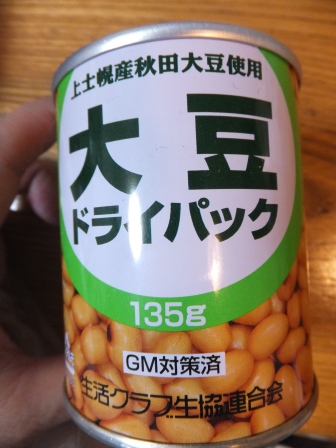 上士幌産秋田大豆使用
大豆
ドライパック
135g
GM対策済
生活クラブ生協連合会